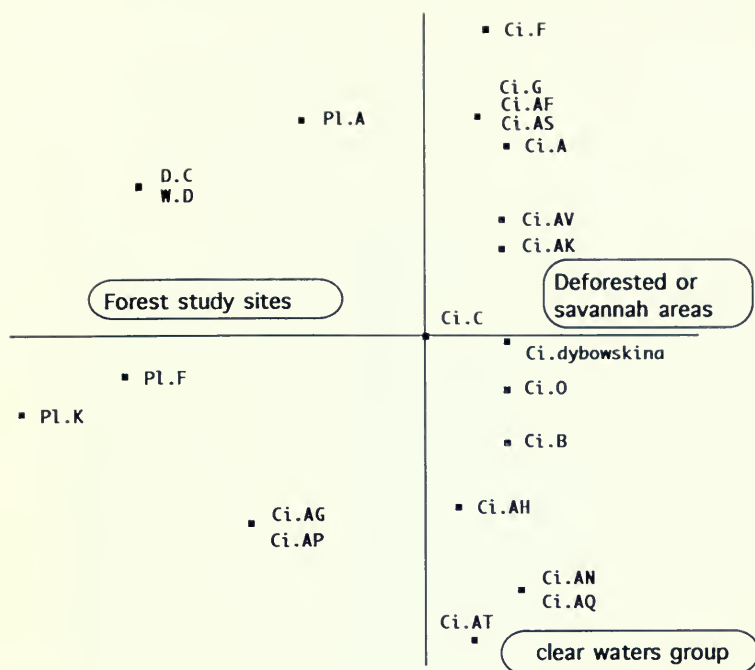 Ci.F
Ci.G
Ci.AF
Ci.AS
Pl.A
Ci.A
D.C
W.D
Ci.AV
Ci.AK
Forest study sites
Deforested or
savannah areas
Ci.C
Ci.dybowskina
Pl.F
Ci.O
Pl.K
Ci.B
Ci.AH
Ci.AG
Ci.AP
Ci.AN
Ci.AQ
Ci.AT
clear waters group